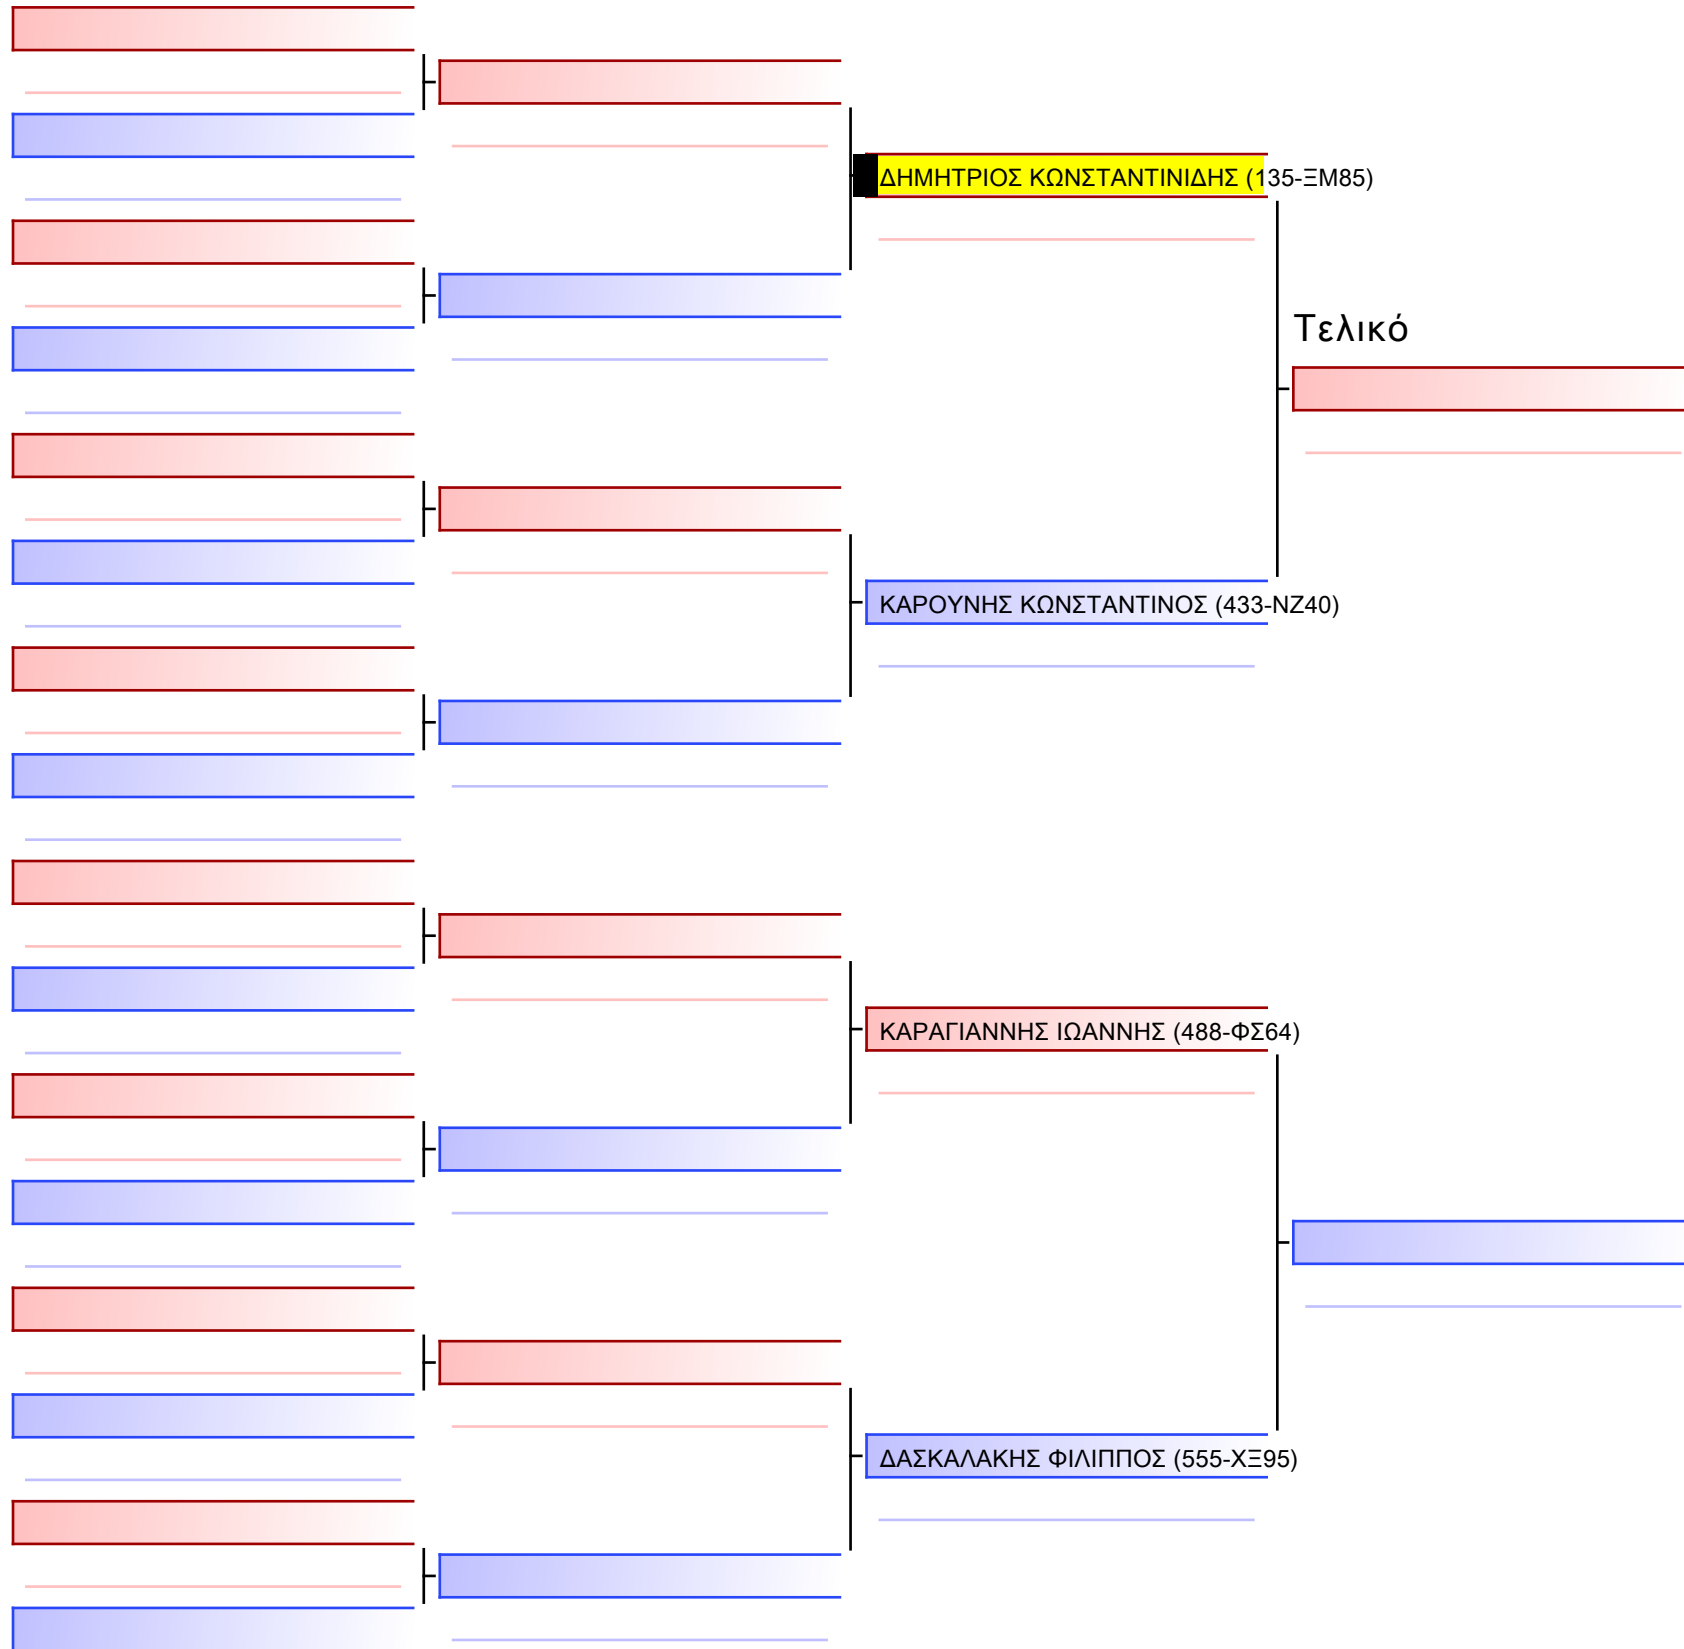 ΔΗΜΗΤΡΙΟΣ ΚΩΝΣΤΑΝΤΙΝΙΔΗΣ (135-ΞΜ85)
Τελικό
ΚΑΡΟΥΝΗΣ ΚΩΝΣΤΑΝΤΙΝΟΣ (433-ΝΖ40)
ΚΑΡΑΓΙΑΝΝΗΣ ΙΩΑΝΝΗΣ (488-ΦΣ64)
ΔΑΣΚΑΛΑΚΗΣ ΦΙΛΙΠΠΟΣ (555-ΧΞ95)